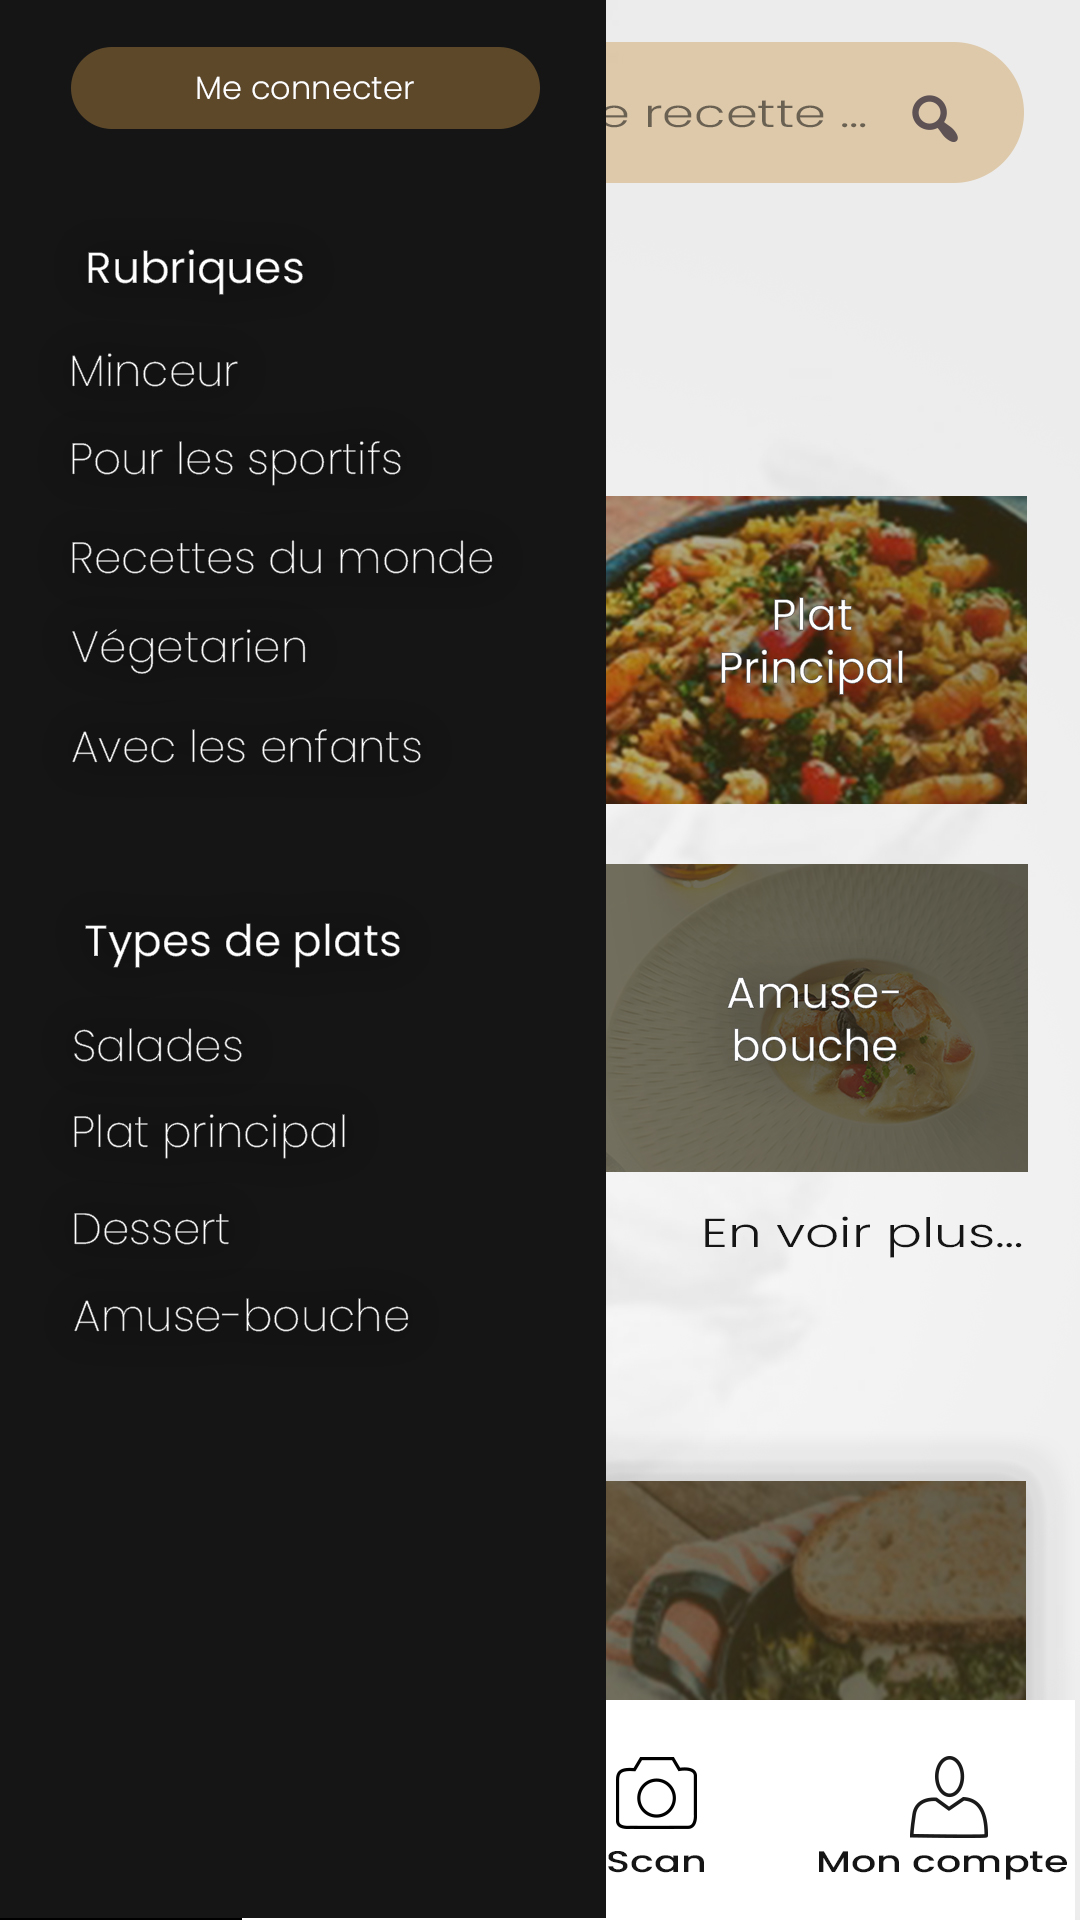 Me connecter
e recette ...
Rubriques
Minceur
Pour les sportifs
Recettes du monde
Végetarien
Avec les enfants
Types de plats
Salades
Plat principal
Dessert
Amuse-bouche
Plat
Principal
Amuse-
bouche
En voir plus...
Scan
Mon compte